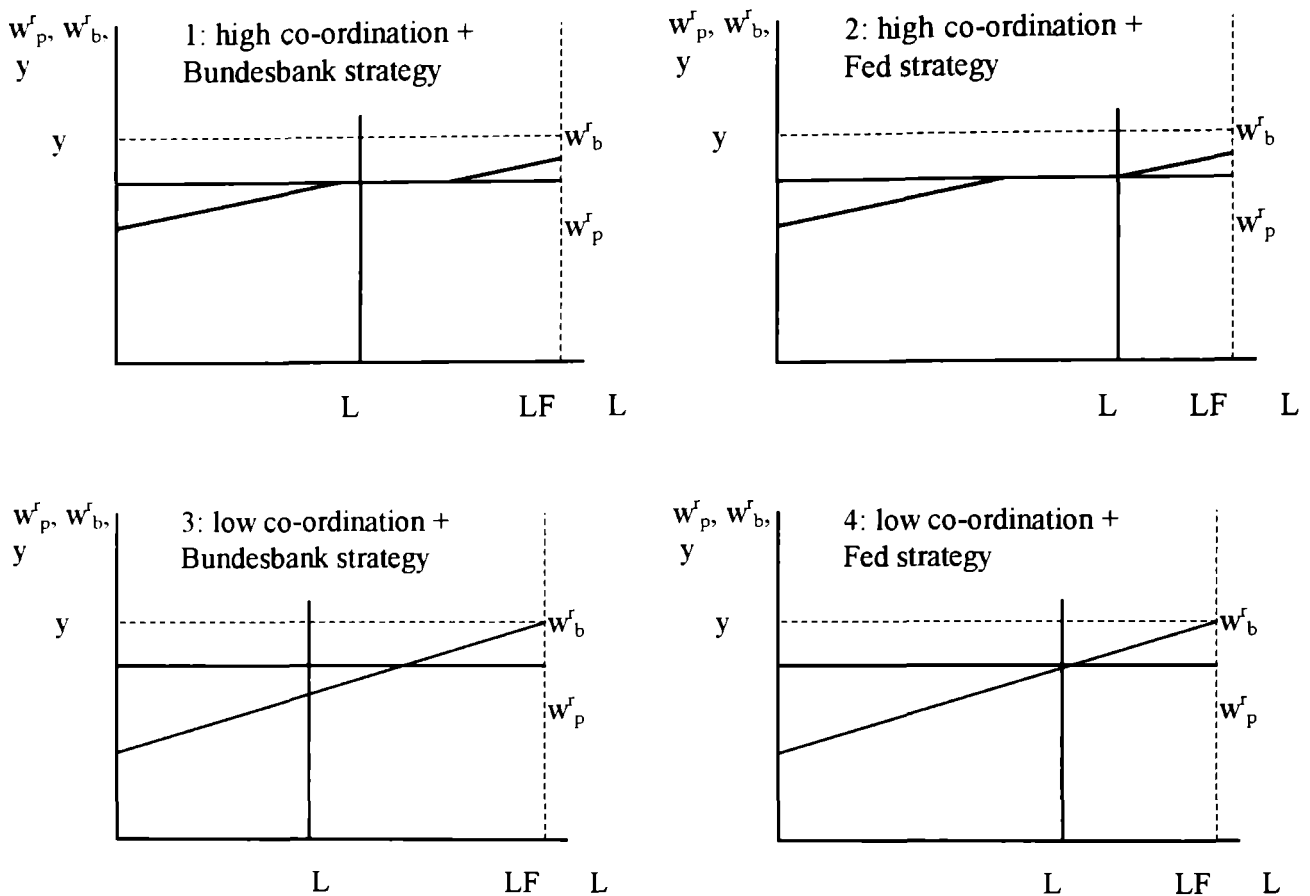 w^r_p, w^r_b,
y
1: high co-ordination +
Bundesbank strategy
y
w^r_b
w^r_p
L LF L
w^r_p, w^r_b,
y
2: high co-ordination +
Fed strategy
y
w^r_b
w^r_p
L LF L
w^r_p, w^r_b,
y
3: low co-ordination +
Bundesbank strategy
y
w^r_b
w^r_p
L LF L
w^r_p, w^r_b,
y
4: low co-ordination +
Fed strategy
y
w^r_b
w^r_p
L LF L